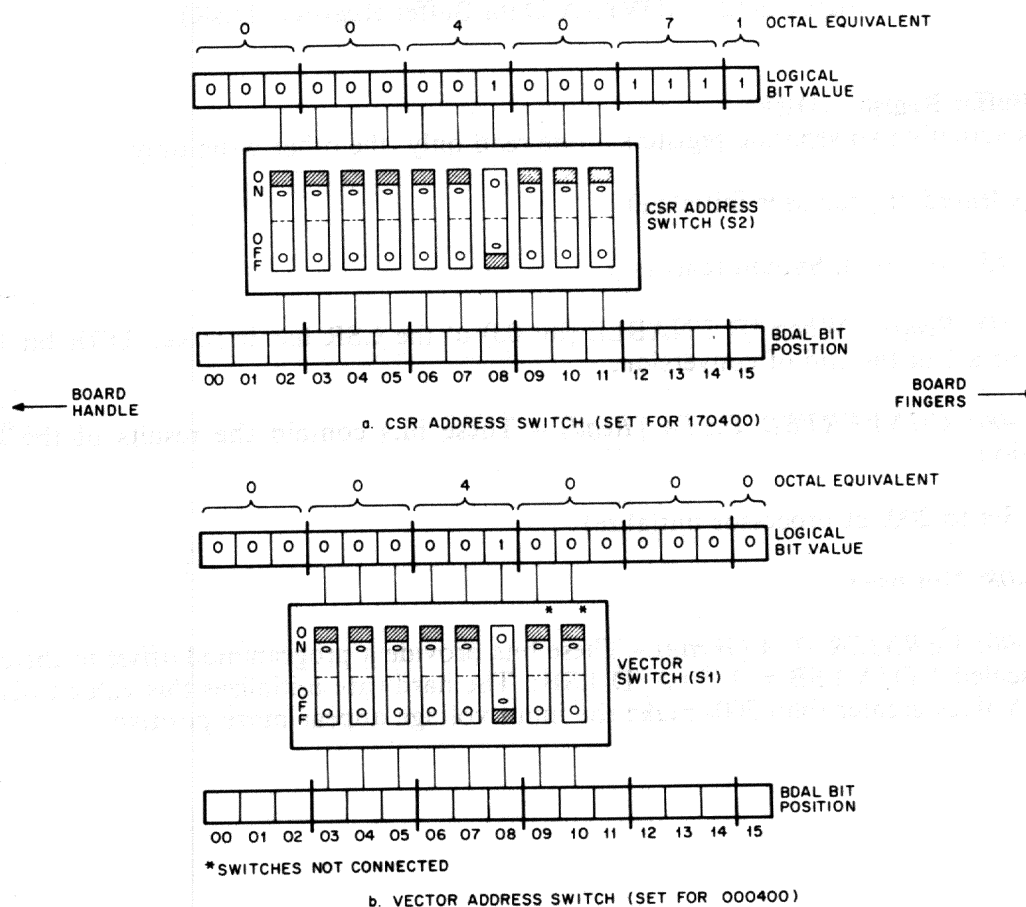 0 0 4 0 7 1 OCTAL EQUIVALENT
0 0 0 0 0 0 0 0 1 0 0 0 1 1 1 1 LOGICAL BIT VALUE
ON
OFF
CSR ADDRESS SWITCH (S2)
BDAL BIT POSITION
00 01 02 03 04 05 06 07 08 09 10 11 12 13 14 15
BOARD HANDLE
BOARD FINGERS
a. CSR ADDRESS SWITCH (SET FOR 170400)
0 0 4 0 0 0 OCTAL EQUIVALENT
0 0 0 0 0 0 0 0 1 0 0 0 0 0 0 0 LOGICAL BIT VALUE
* *
ON
OFF
VECTOR SWITCH (S1)
BDAL BIT POSITION
00 01 02 03 04 05 06 07 08 09 10 11 12 13 14 15
*SWITCHES NOT CONNECTED
b. VECTOR ADDRESS SWITCH (SET FOR 000400)